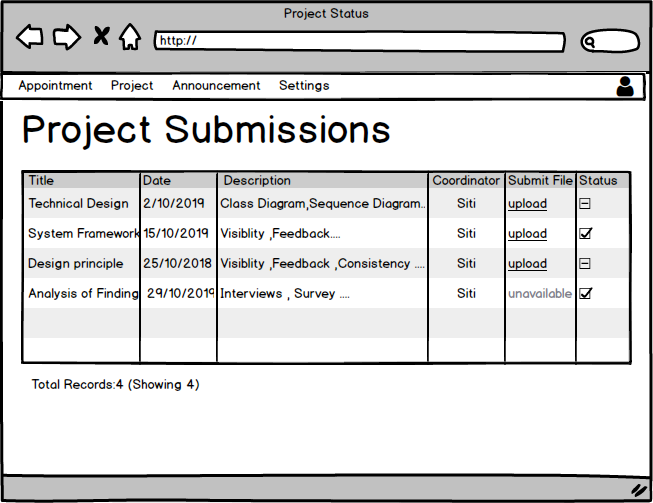 Project Status
http://
Appointment Project Announcement Settings
Project Submissions
Title Date Description Coordinator Submit File Status
Technical Design 2/10/2019 Class Diagram,Sequence Diagram.. Siti upload
System Framework 15/10/2019 Visiblity ,Feedback.... Siti upload
Design principle 25/10/2018 Visiblity ,Feedback ,Consistency .... Siti upload
Analysis of Finding 29/10/2019 Interviews , Survey .... Siti unavailable
Total Records:4 (Showing 4)